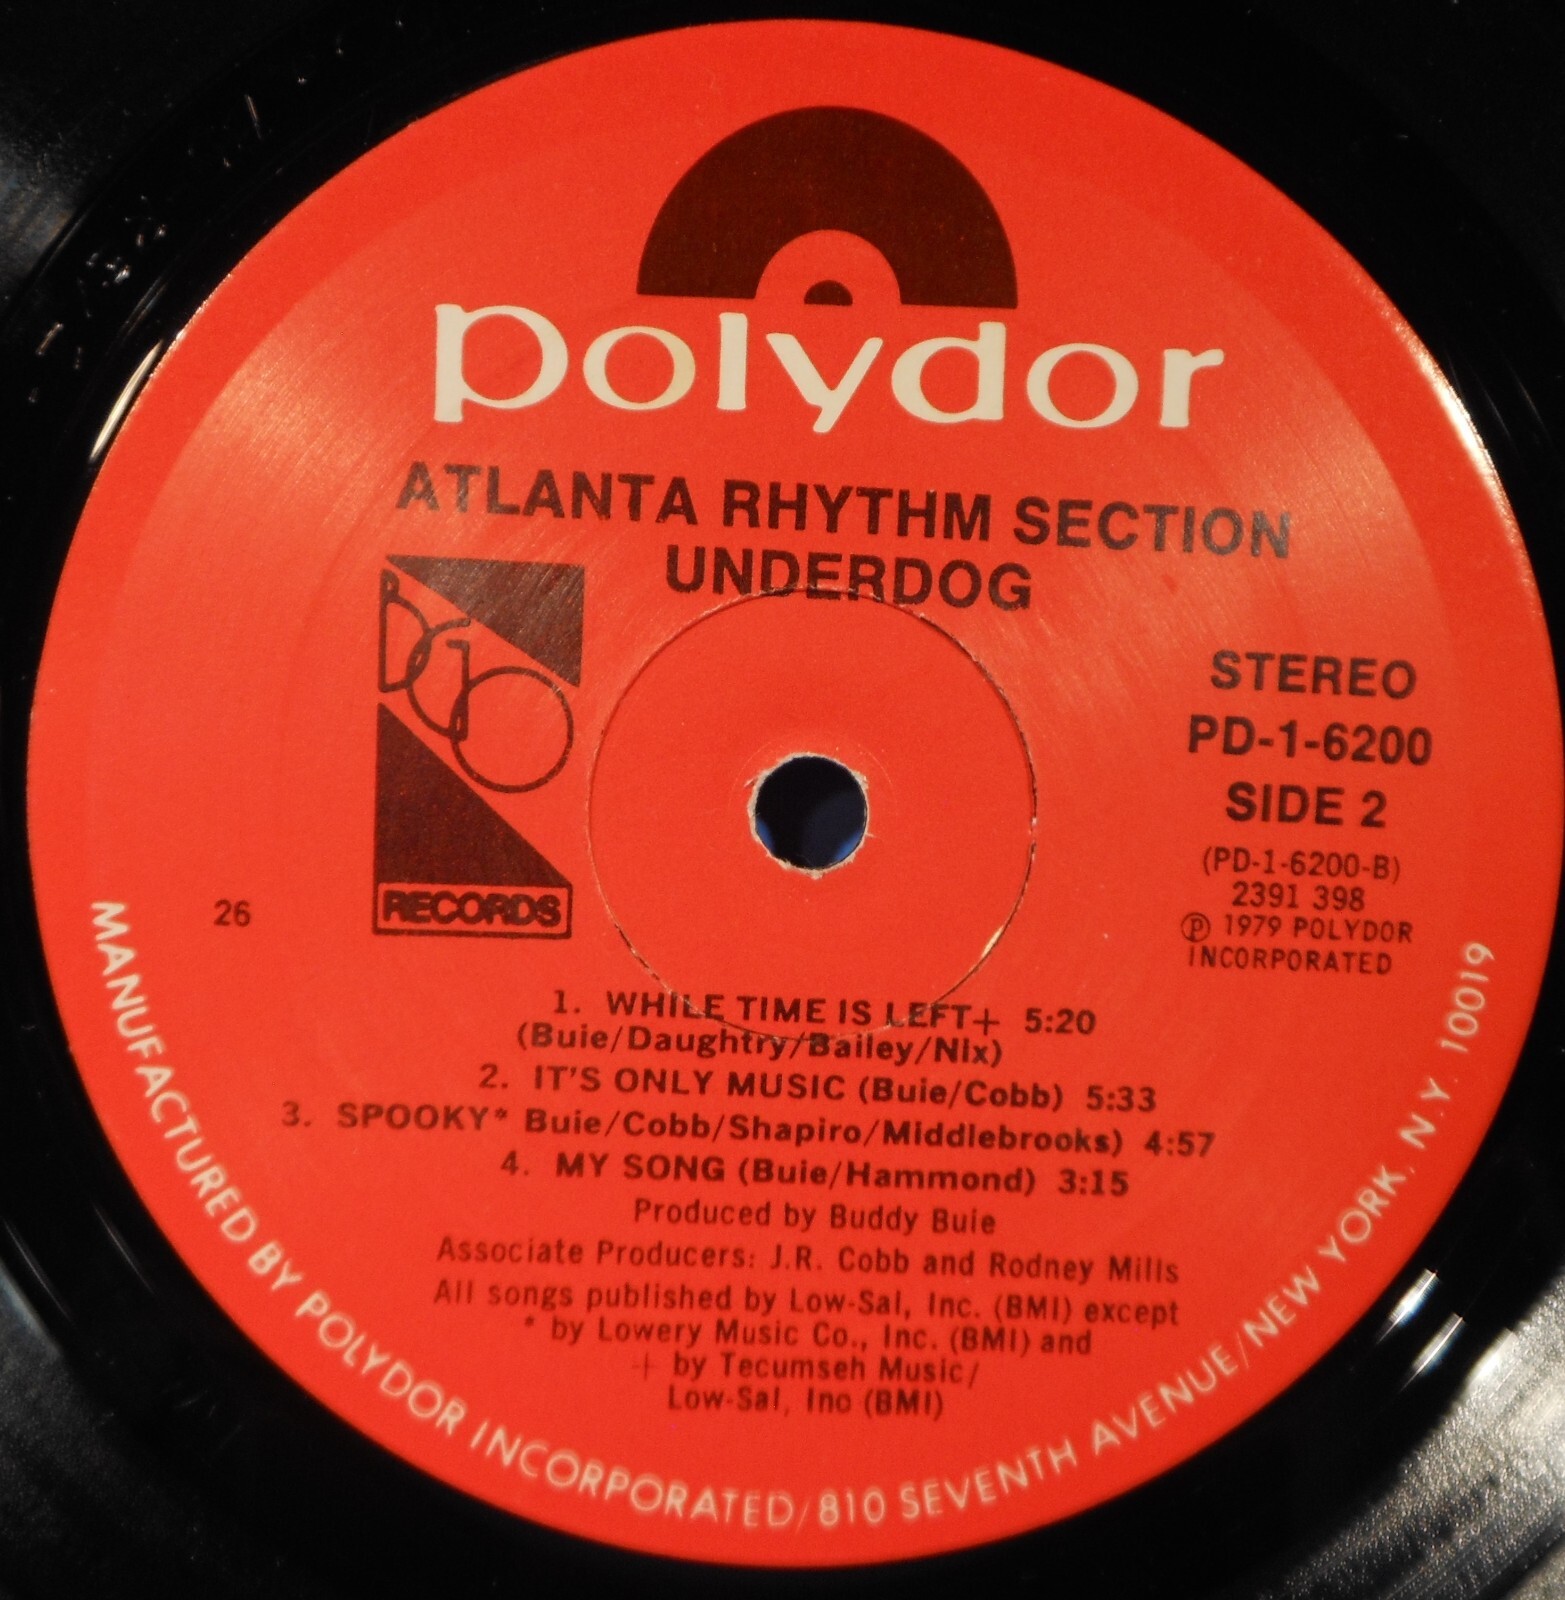 polydor
ATLANTA RHYTHM SECTION
UNDERDOG
BGO
RECORDS
STEREO
PD-1-6200
SIDE 2
(PD-1-6200-B)
2391 398
Ⓟ 1979 POLYDOR
INCORPORATED
26
1. WHILE TIME IS LEFT+ 5:20
(Buie/Daughtry/Bailey/Nix)
2. IT'S ONLY MUSIC (Buie/Cobb) 5:33
3. SPOOKY* Buie/Cobb/Shapiro/Middlebrooks) 4:57
4. MY SONG (Buie/Hammond) 3:15
Produced by Buddy Buie
Associate Producers: J.R. Cobb and Rodney Mills
All songs published by Low-Sal, Inc. (BMI) except
* by Lowery Music Co., Inc. (BMI) and
+ by Tecumseh Music/
Low-Sal, Inc (BMI)
MANUFACTURED BY POLYDOR INCORPORATED/810 SEVENTH AVENUE/NEW YORK, N.Y. 10019